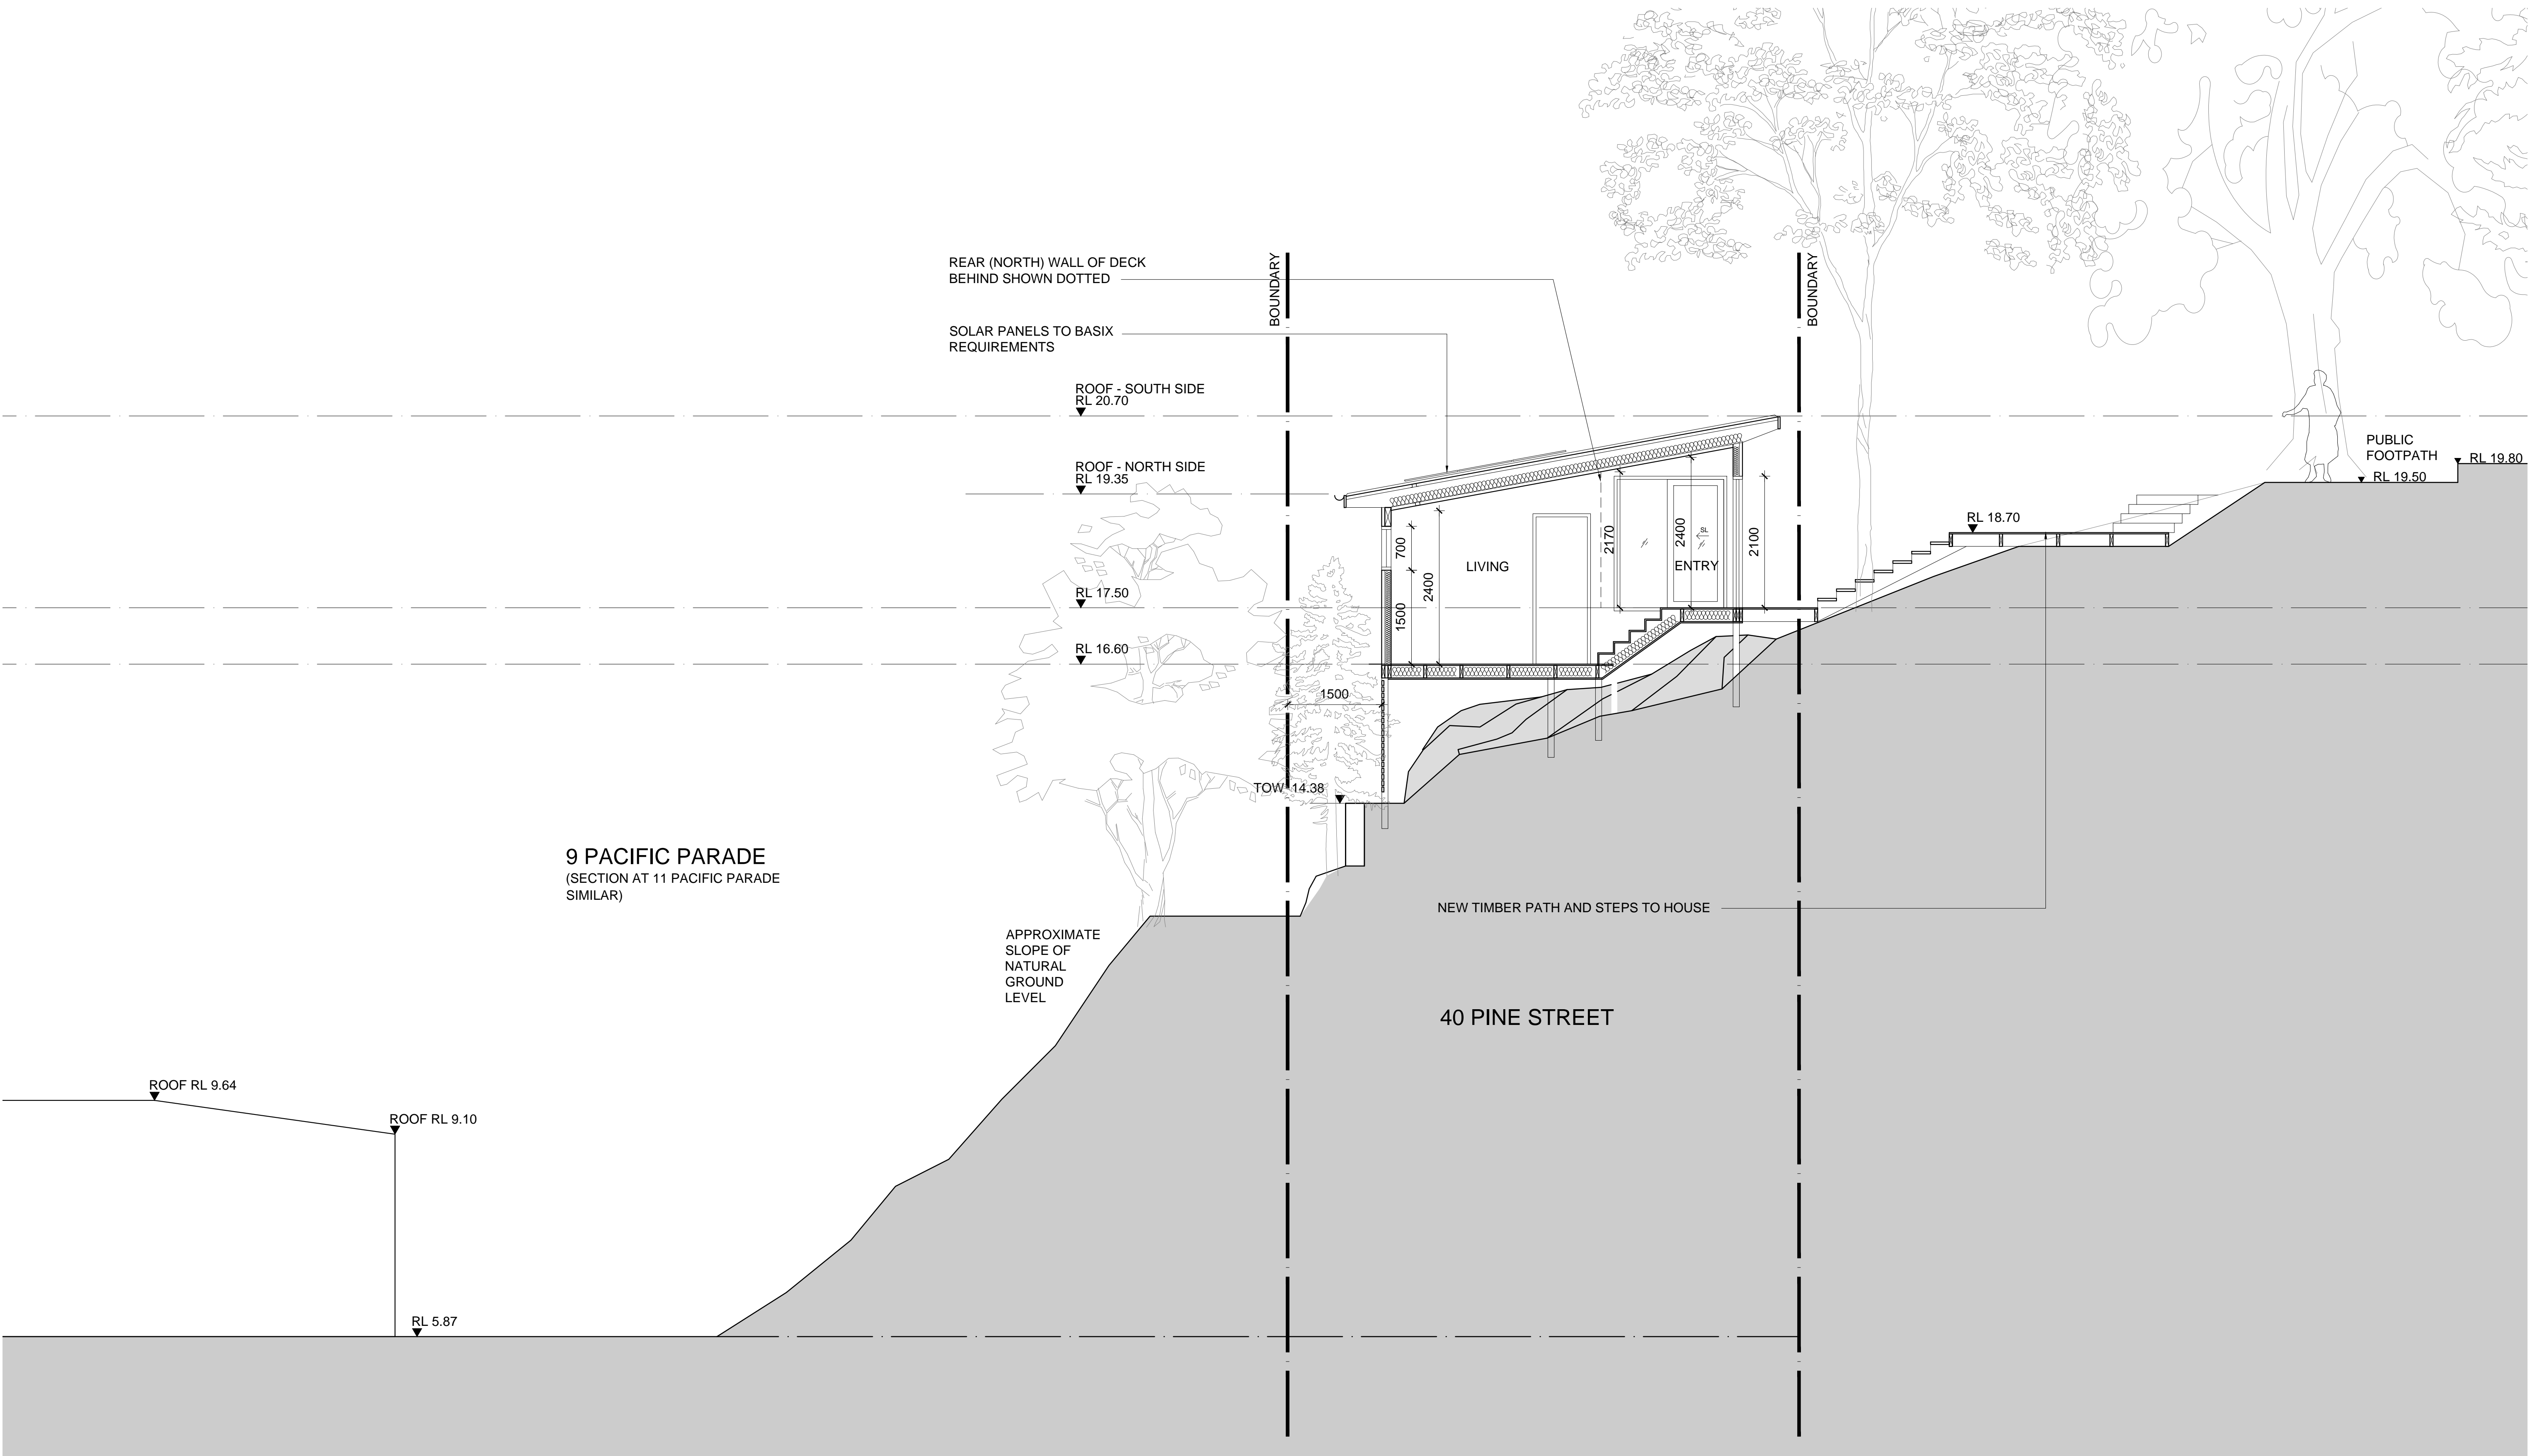 REAR (NORTH) WALL OF DECK
BEHIND SHOWN DOTTED
BOUNDARY
BOUNDARY
SOLAR PANELS TO BASIX
REQUIREMENTS
ROOF - SOUTH SIDE
RL 20.70
ROOF - NORTH SIDE
RL 19.35
PUBLIC
FOOTPATH
RL 19.80
RL 19.50
RL 18.70
700
2400
1500
LIVING
2170
2400
SL
ENTRY
2100
RL 17.50
RL 16.60
1500
TOW 14.38
9 PACIFIC PARADE
(SECTION AT 11 PACIFIC PARADE
SIMILAR)
NEW TIMBER PATH AND STEPS TO HOUSE
APPROXIMATE
SLOPE OF
NATURAL
GROUND
LEVEL
40 PINE STREET
ROOF RL 9.64
ROOF RL 9.10
RL 5.87